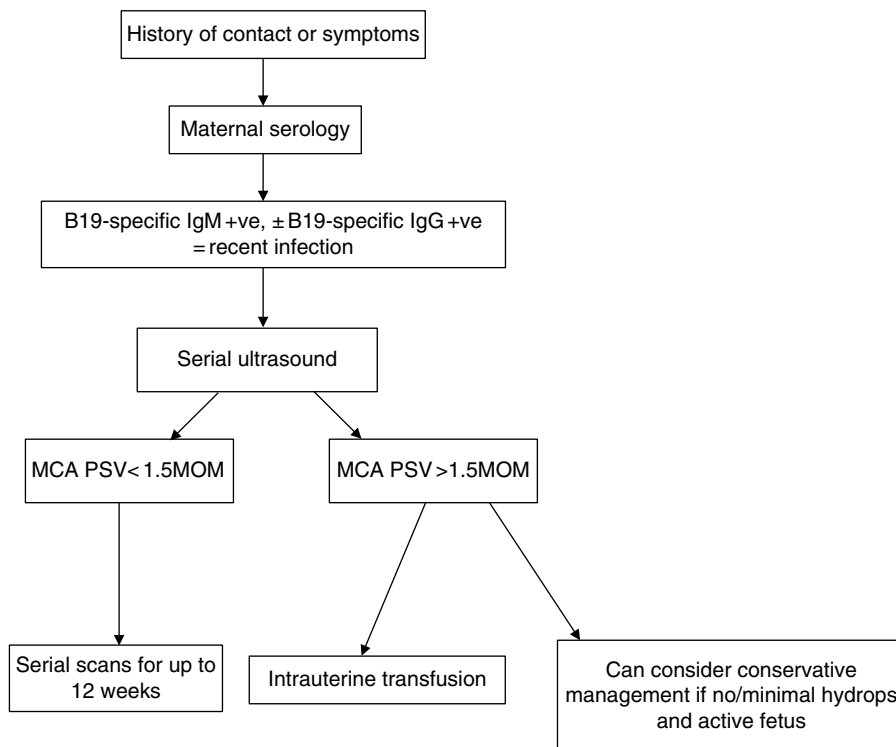 History of contact or symptoms
Maternal serology
B19-specific IgM +ve, ± B19-specific IgG +ve
= recent infection
Serial ultrasound
MCA PSV< 1.5MOM
MCA PSV >1.5MOM
Serial scans for up to
12 weeks
Intrauterine transfusion
Can consider conservative
management if no/minimal hydrops
and active fetus